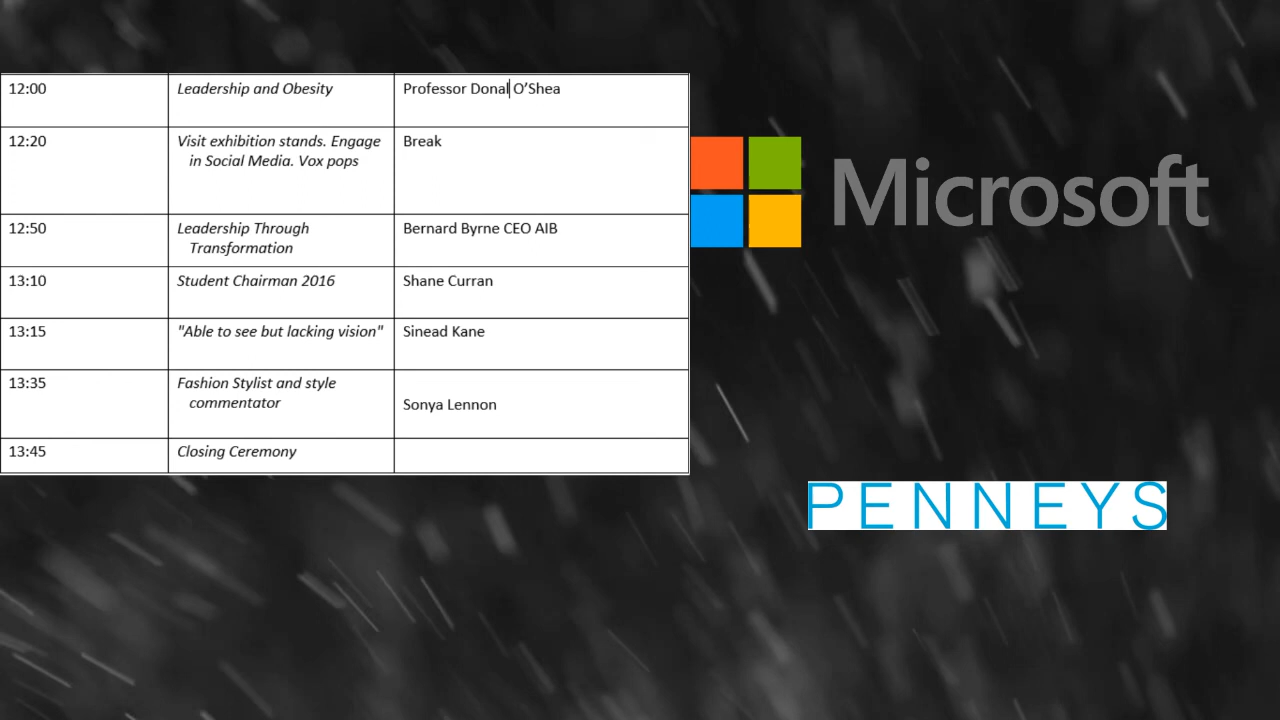 12:00 Leadership and Obesity Professor Donal O’Shea
12:20 Visit exhibition stands. Engage Break
in Social Media. Vox pops
12:50 Leadership Through Bernard Byrne CEO AIB
Transformation
13:10 Student Chairman 2016 Shane Curran
13:15 "Able to see but lacking vision" Sinead Kane
13:35 Fashion Stylist and style
commentator Sonya Lennon
13:45 Closing Ceremony
Microsoft
PENNEYS